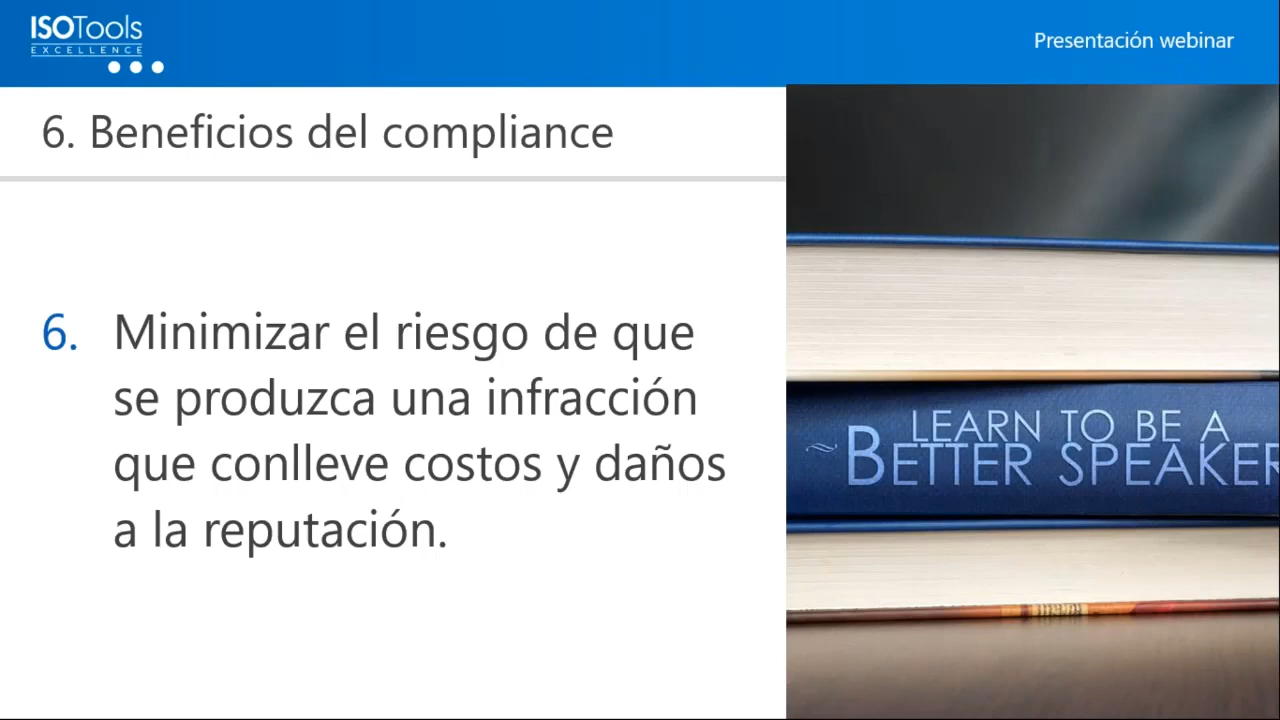 ISOTools
EXCELLENCE
Presentación webinar
6. Beneficios del compliance
6. Minimizar el riesgo de que
se produzca una infracción
que conlleve costos y daños
a la reputación.
LEARN TO BE A
BETTER SPEAKER